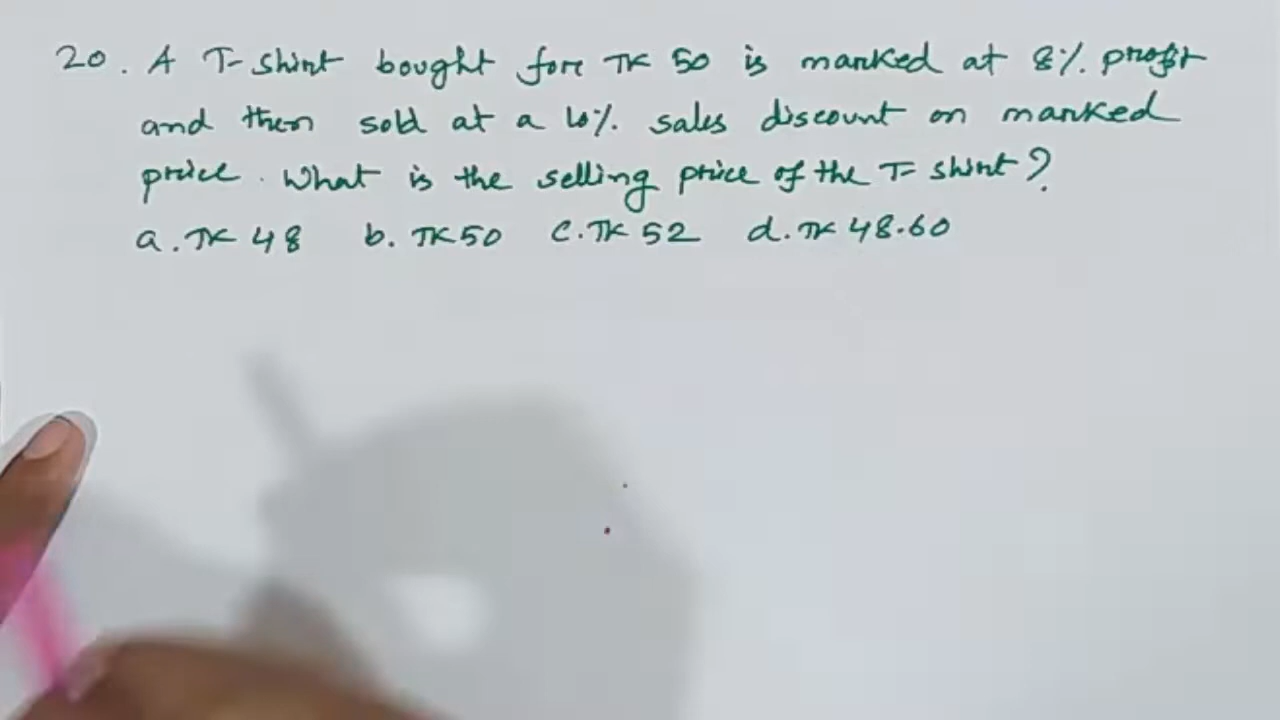 20. A T-shirt bought for TK 50 is marked at 8% profit
and then sold at a 10% sales discount on marked
price. What is the selling price of the T-shirt?
a. TK 48 b. TK 50 c. TK 52 d. TK 48.60